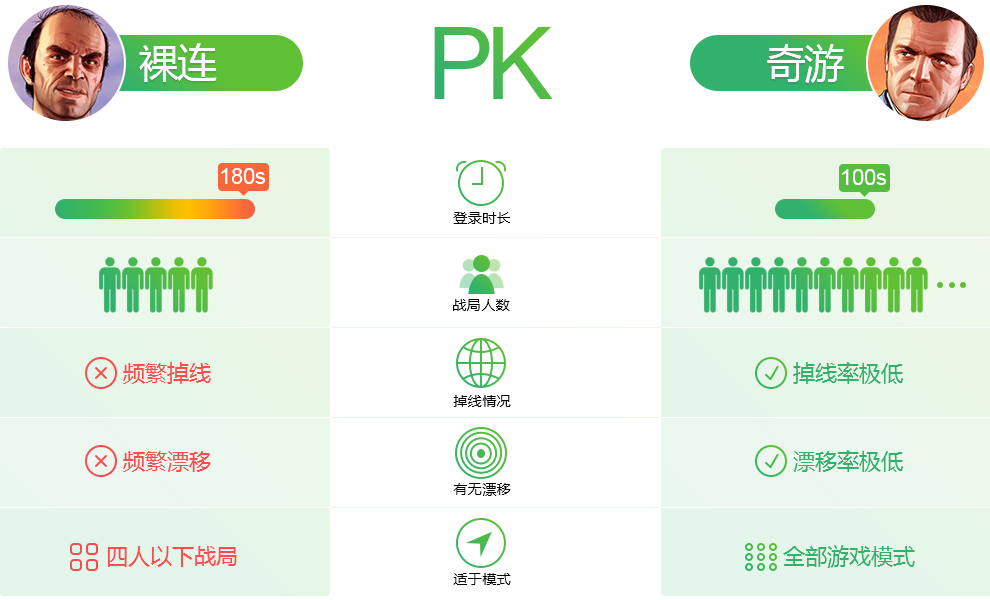 裸连
PK
奇游
180s
登录时长
100s
战局人数
频繁掉线
掉线情况
掉线率极低
频繁漂移
有无漂移
漂移率极低
四人以下战局
适于模式
全部游戏模式